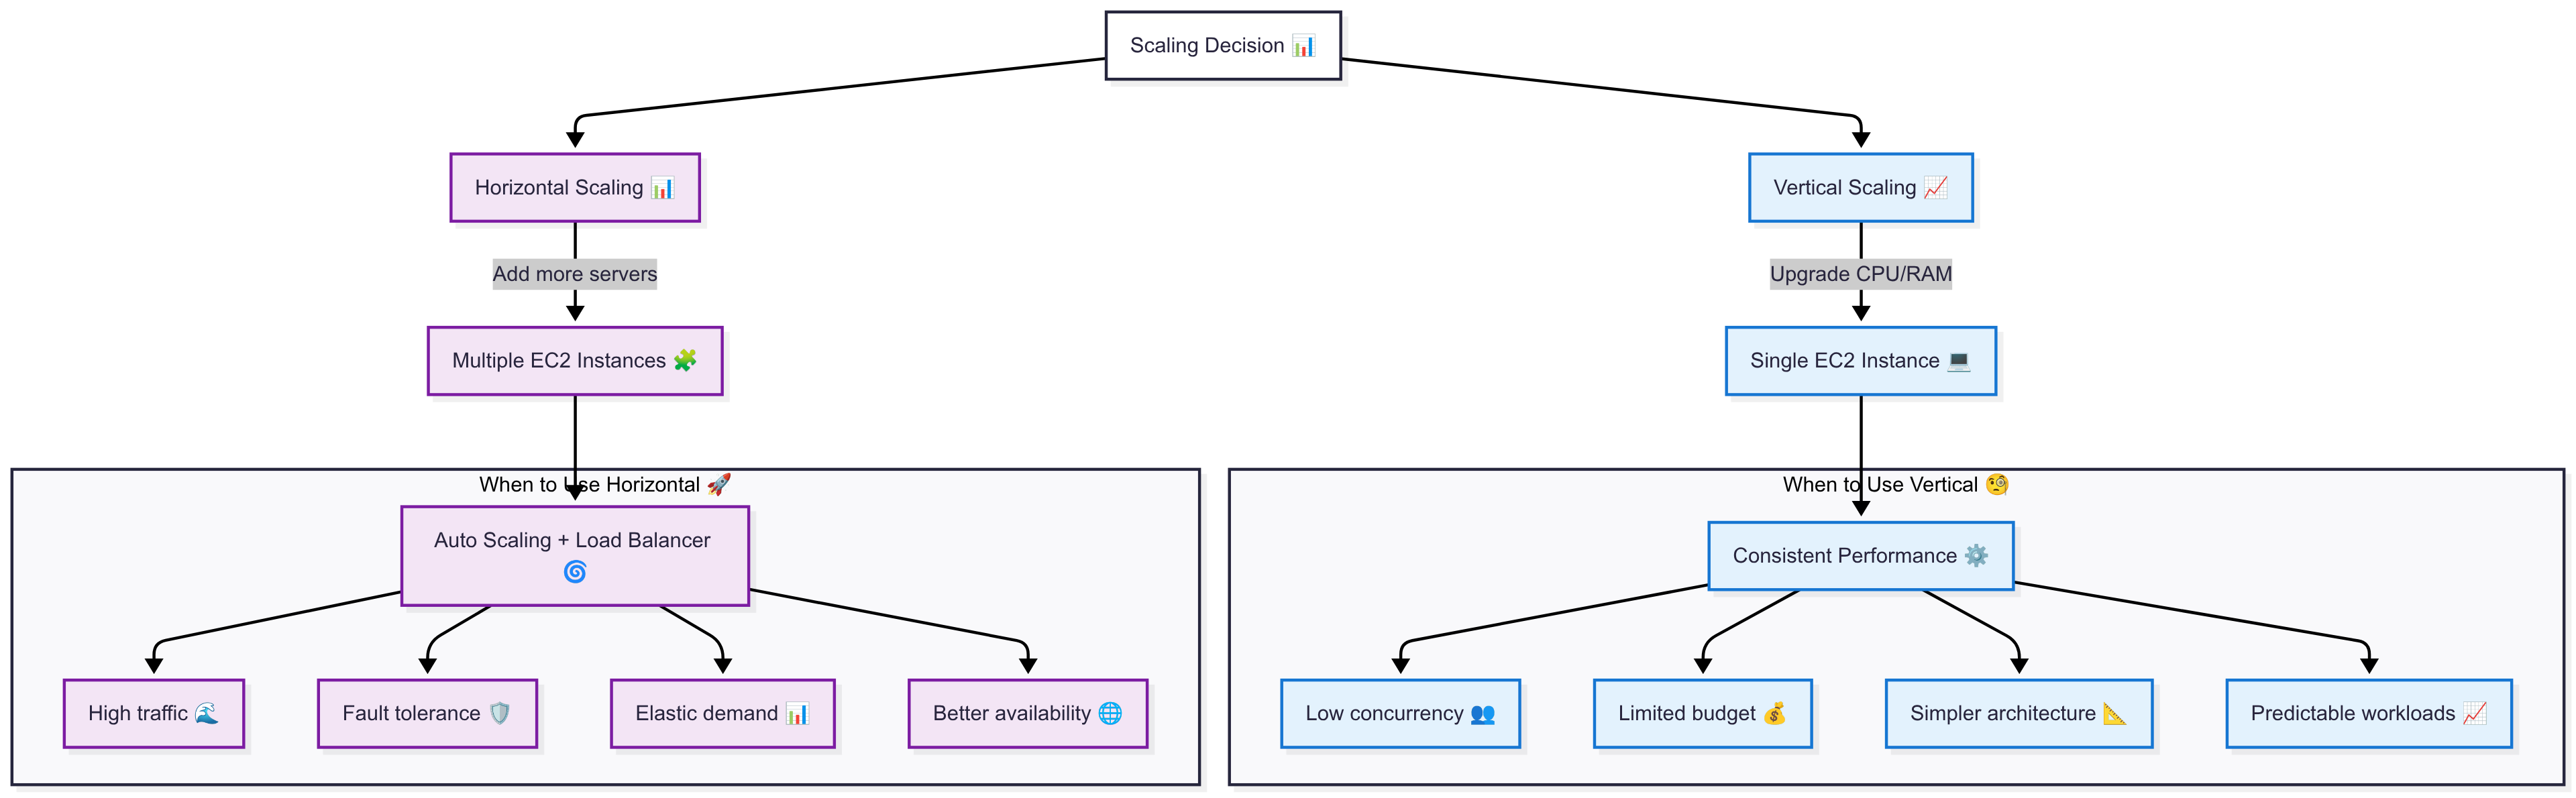 Scaling Decision 📊
Horizontal Scaling 📊
Vertical Scaling 📈
Add more servers
Upgrade CPU/RAM
Multiple EC2 Instances 🧩
Single EC2 Instance 💻
When to Use Horizontal 🚀
When to Use Vertical 🧐
Auto Scaling + Load Balancer
🌀
Consistent Performance ⚙️
High traffic 🌊
Fault tolerance 🛡️
Elastic demand 📊
Better availability 🌐
Low concurrency 👥
Limited budget 💰
Simpler architecture 📐
Predictable workloads 📈